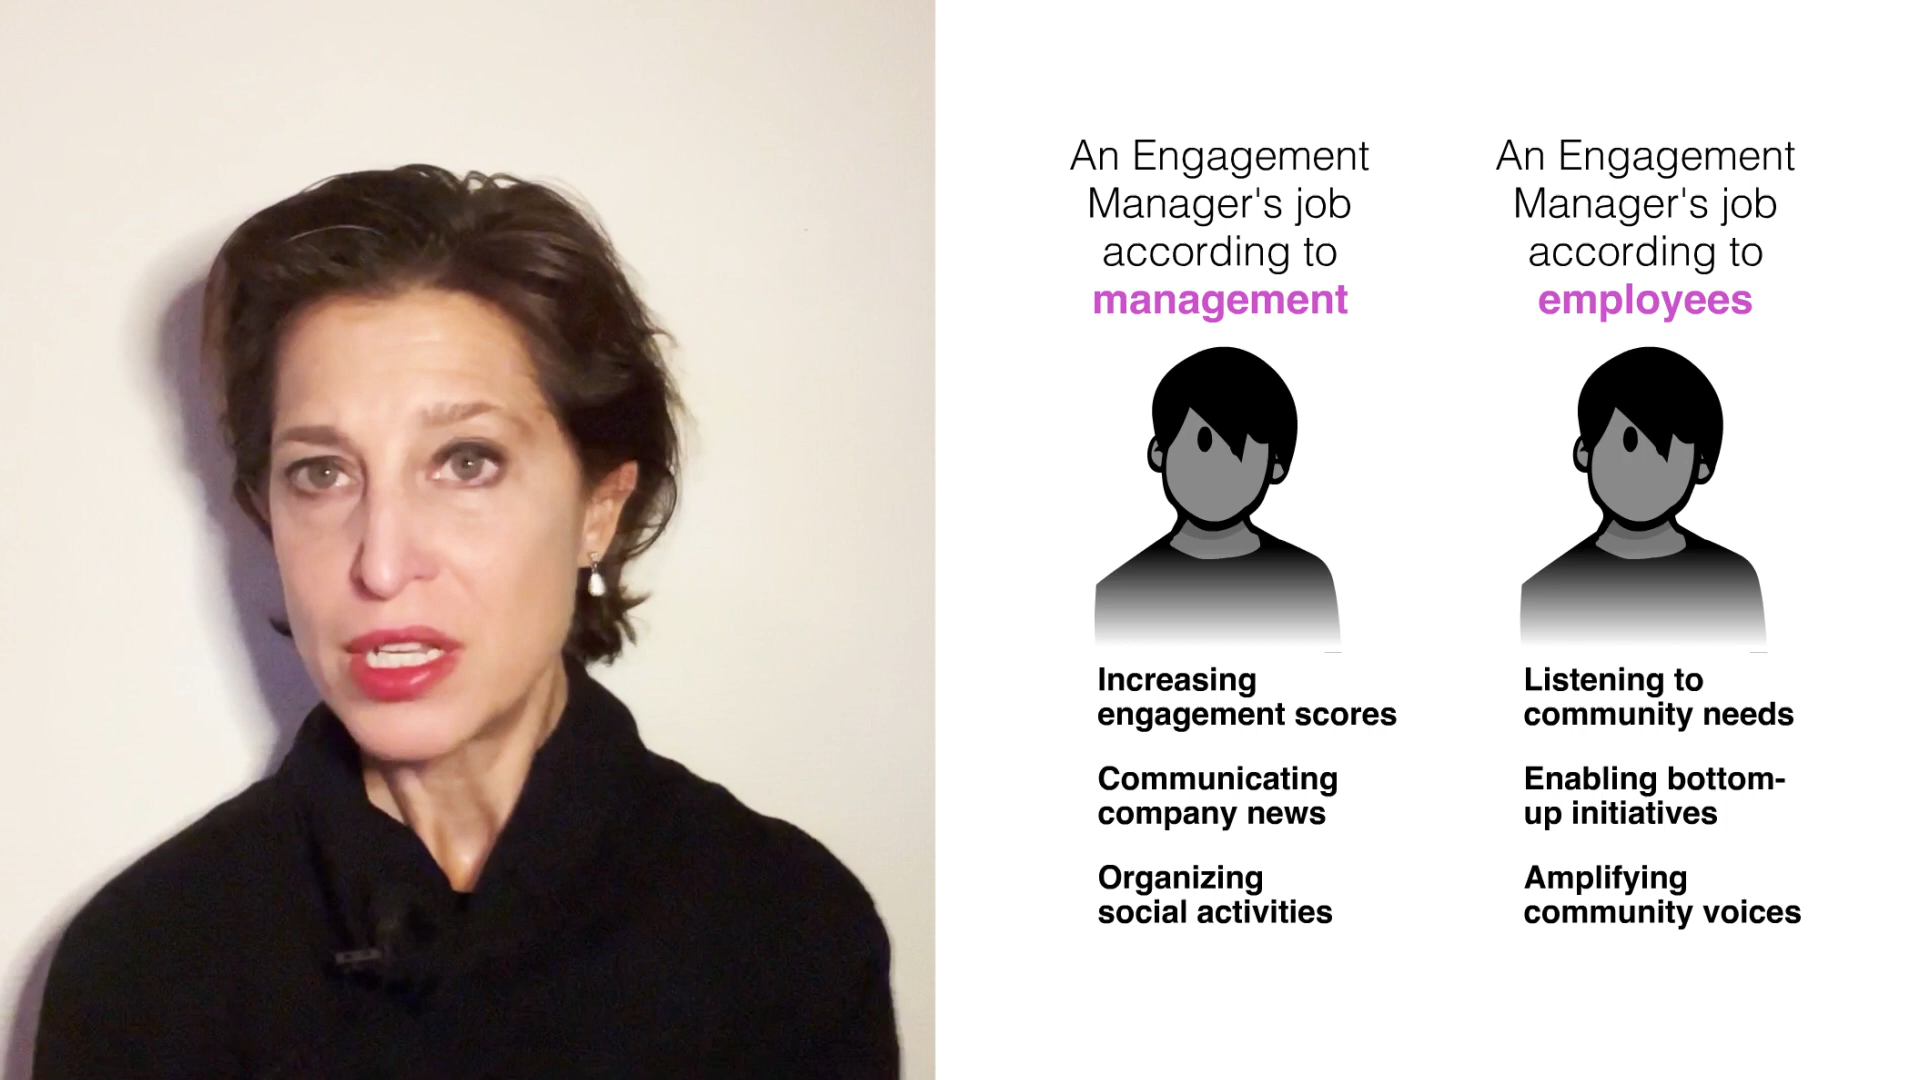 An Engagement
Manager's job
according to
management
Increasing
engagement scores
Communicating
company news
Organizing
social activities
An Engagement
Manager's job
according to
employees
Listening to
community needs
Enabling bottom-
up initiatives
Amplifying
community voices